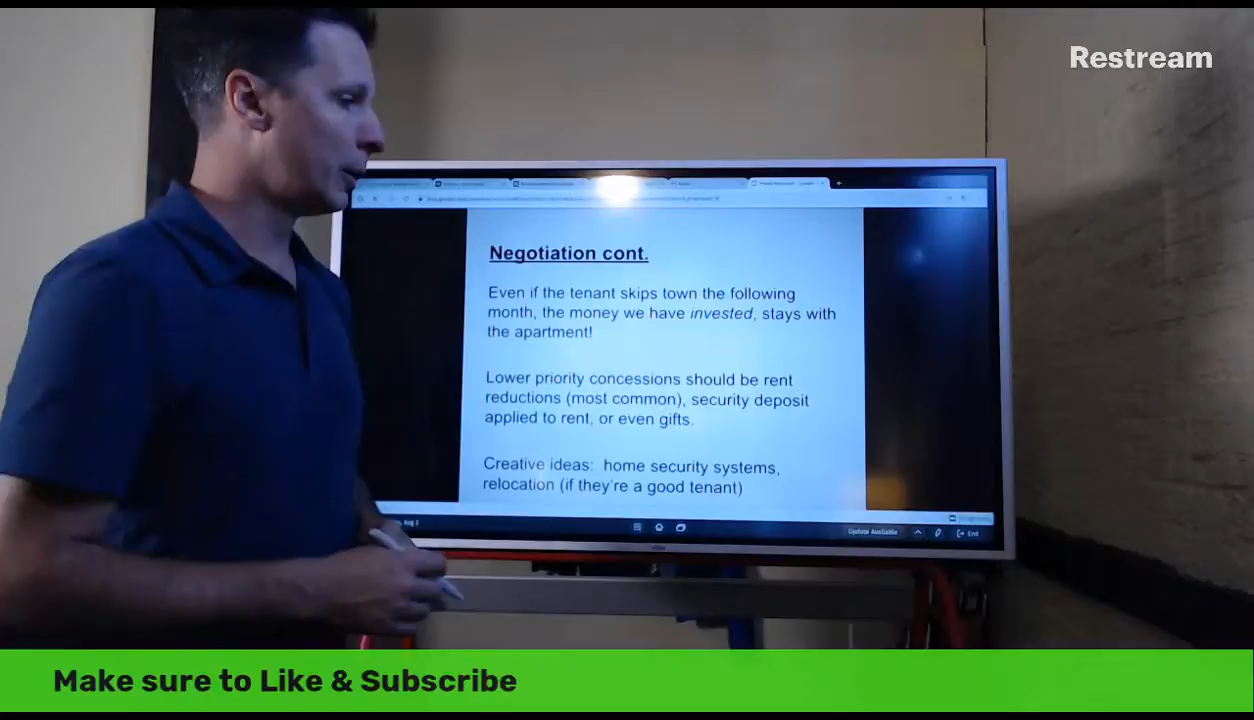 Restream
Negotiation cont.
Even if the tenant skips town the following
month, the money we have invested, stays with
the apartment!
Lower priority concessions should be rent
reductions (most common), security deposit
applied to rent, or even gifts.
Creative ideas: home security systems,
relocation (if they're a good tenant)
Aug 3
Update Available
End
Make sure to Like & Subscribe